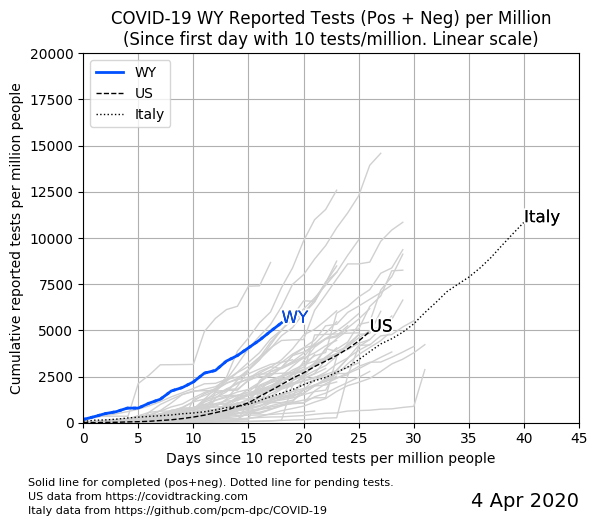 COVID-19 WY Reported Tests (Pos + Neg) per Million
(Since first day with 10 tests/million. Linear scale)
Cumulative reported tests per million people
20000
17500
15000
12500
10000
7500
5000
2500
0
WY
US
Italy
Italy
WY
US
0 5 10 15 20 25 30 35 40 45
Days since 10 reported tests per million people
Solid line for completed (pos+neg). Dotted line for pending tests.
US data from https://covidtracking.com
Italy data from https://github.com/pcm-dpc/COVID-19
4 Apr 2020